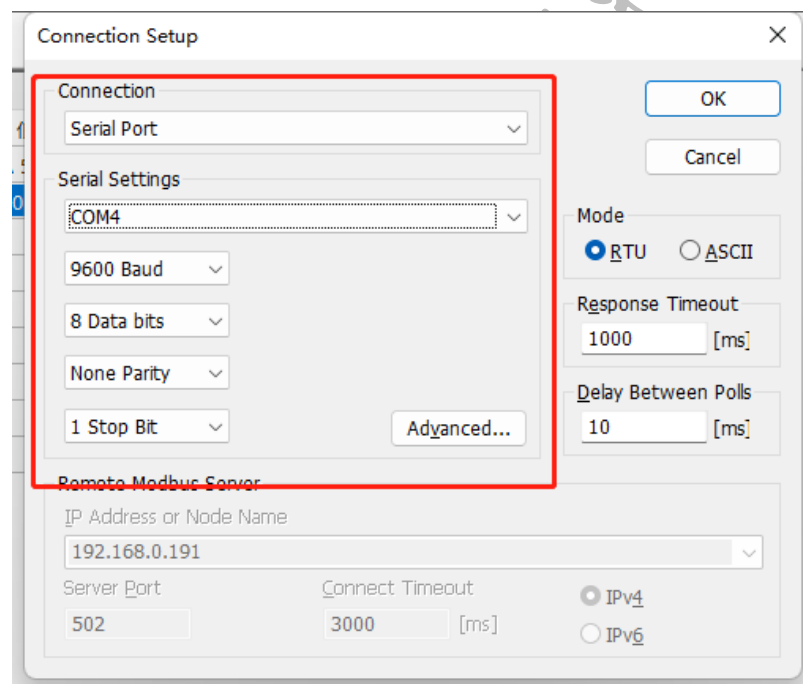 Connection Setup
Connection
Serial Port
OK
Cancel
Serial Settings
COM4
9600 Baud
8 Data bits
None Parity
1 Stop Bit
Advanced...
Mode
RTU
ASCII
Response Timeout
1000 [ms]
Delay Between Polls
10 [ms]
Remote Modbus Server
IP Address or Node Name
192.168.0.191
Server Port
Connect Timeout
502
3000 [ms]
IPv4
IPv6